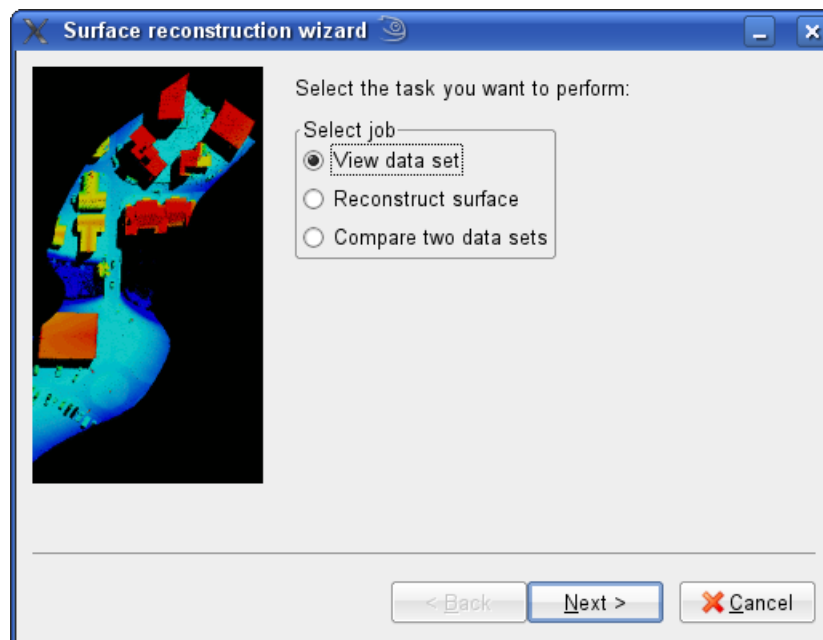 Surface reconstruction wizard
Select the task you want to perform:
Select job
View data set
Reconstruct surface
Compare two data sets
< Back
Next >
Cancel